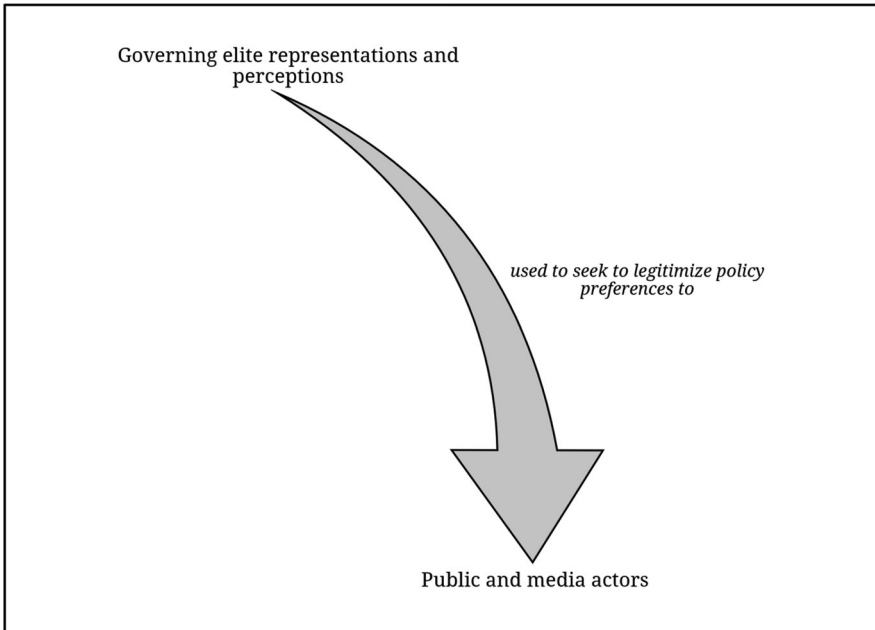 Governing elite representations and
perceptions
used to seek to legitimize policy
preferences to
Public and media actors